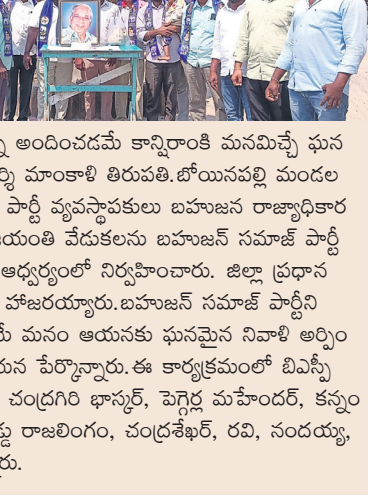 అందించడమే కాన్షిరాంకి మనమిచ్చే ఘన
మాంకాళి తిరుపతి.బోయినపల్లి మండల
పార్టీ వ్యవస్థాపకులు బహుజన రాజ్యాధికార
వేడుకలను బహుజన్ సమాజ్ పార్టీ
ఆధ్వర్యంలో నిర్వహించారు. జిల్లా ప్రధాన
హాజరయ్యారు.బహుజన్ సమాజ్ పార్టీని
మనం ఆయనకు ఘనమైన నివాళి అర్పిం
పేర్కొన్నారు.ఈ కార్యక్రమంలో బిఎస్పీ
చంద్రగిరి భాస్కర్, పెగ్గెర్ల మహేందర్, కన్నం
రాజలింగం, చంద్రశేఖర్, రవి, నందయ్య,